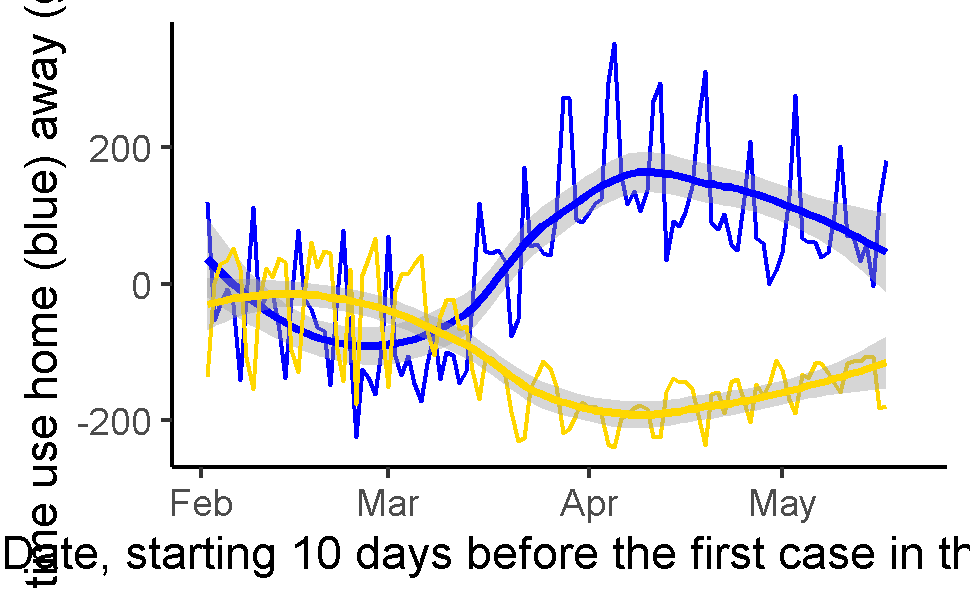 time use home (blue) away (
200
0
-200
Feb Mar Apr May
Date, starting 10 days before the first case in th